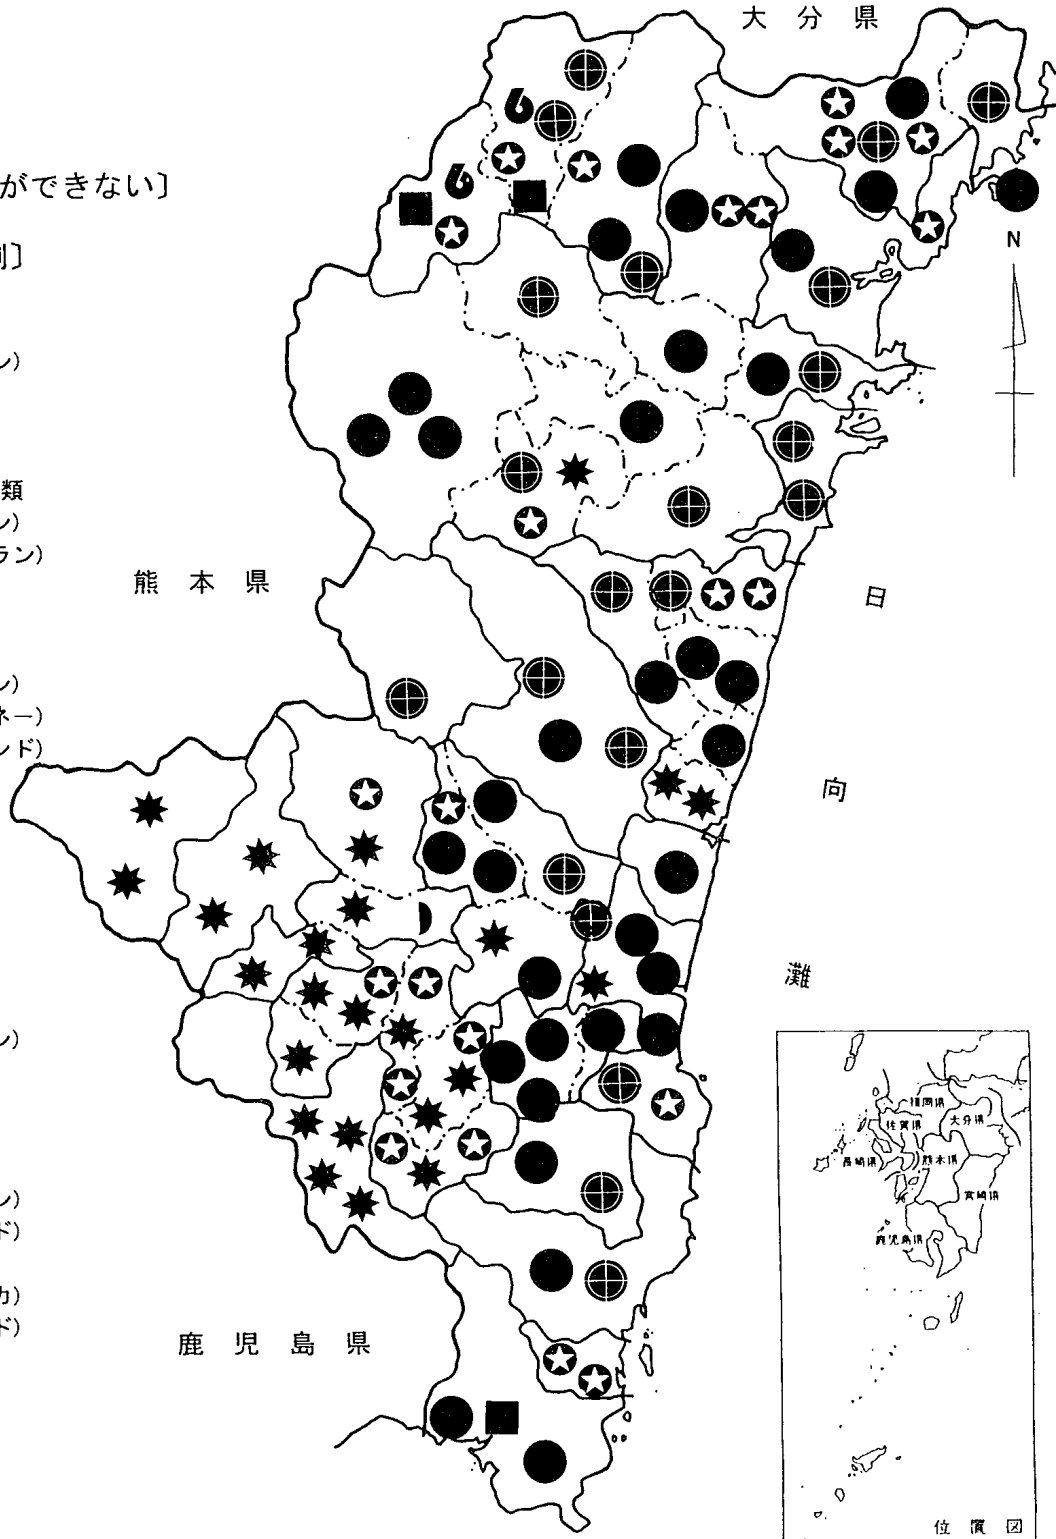 大分県
ができない〕
〕
N
ン)
類
ン)
ラン)
熊本県
日
ン)
ネー)
ンド)
向
灘
ン)
福岡県
佐賀県
大分県
長崎県
熊本県
宮崎県
鹿児島県
ン)
ド)
カ)
ド)
鹿児島県
位置図